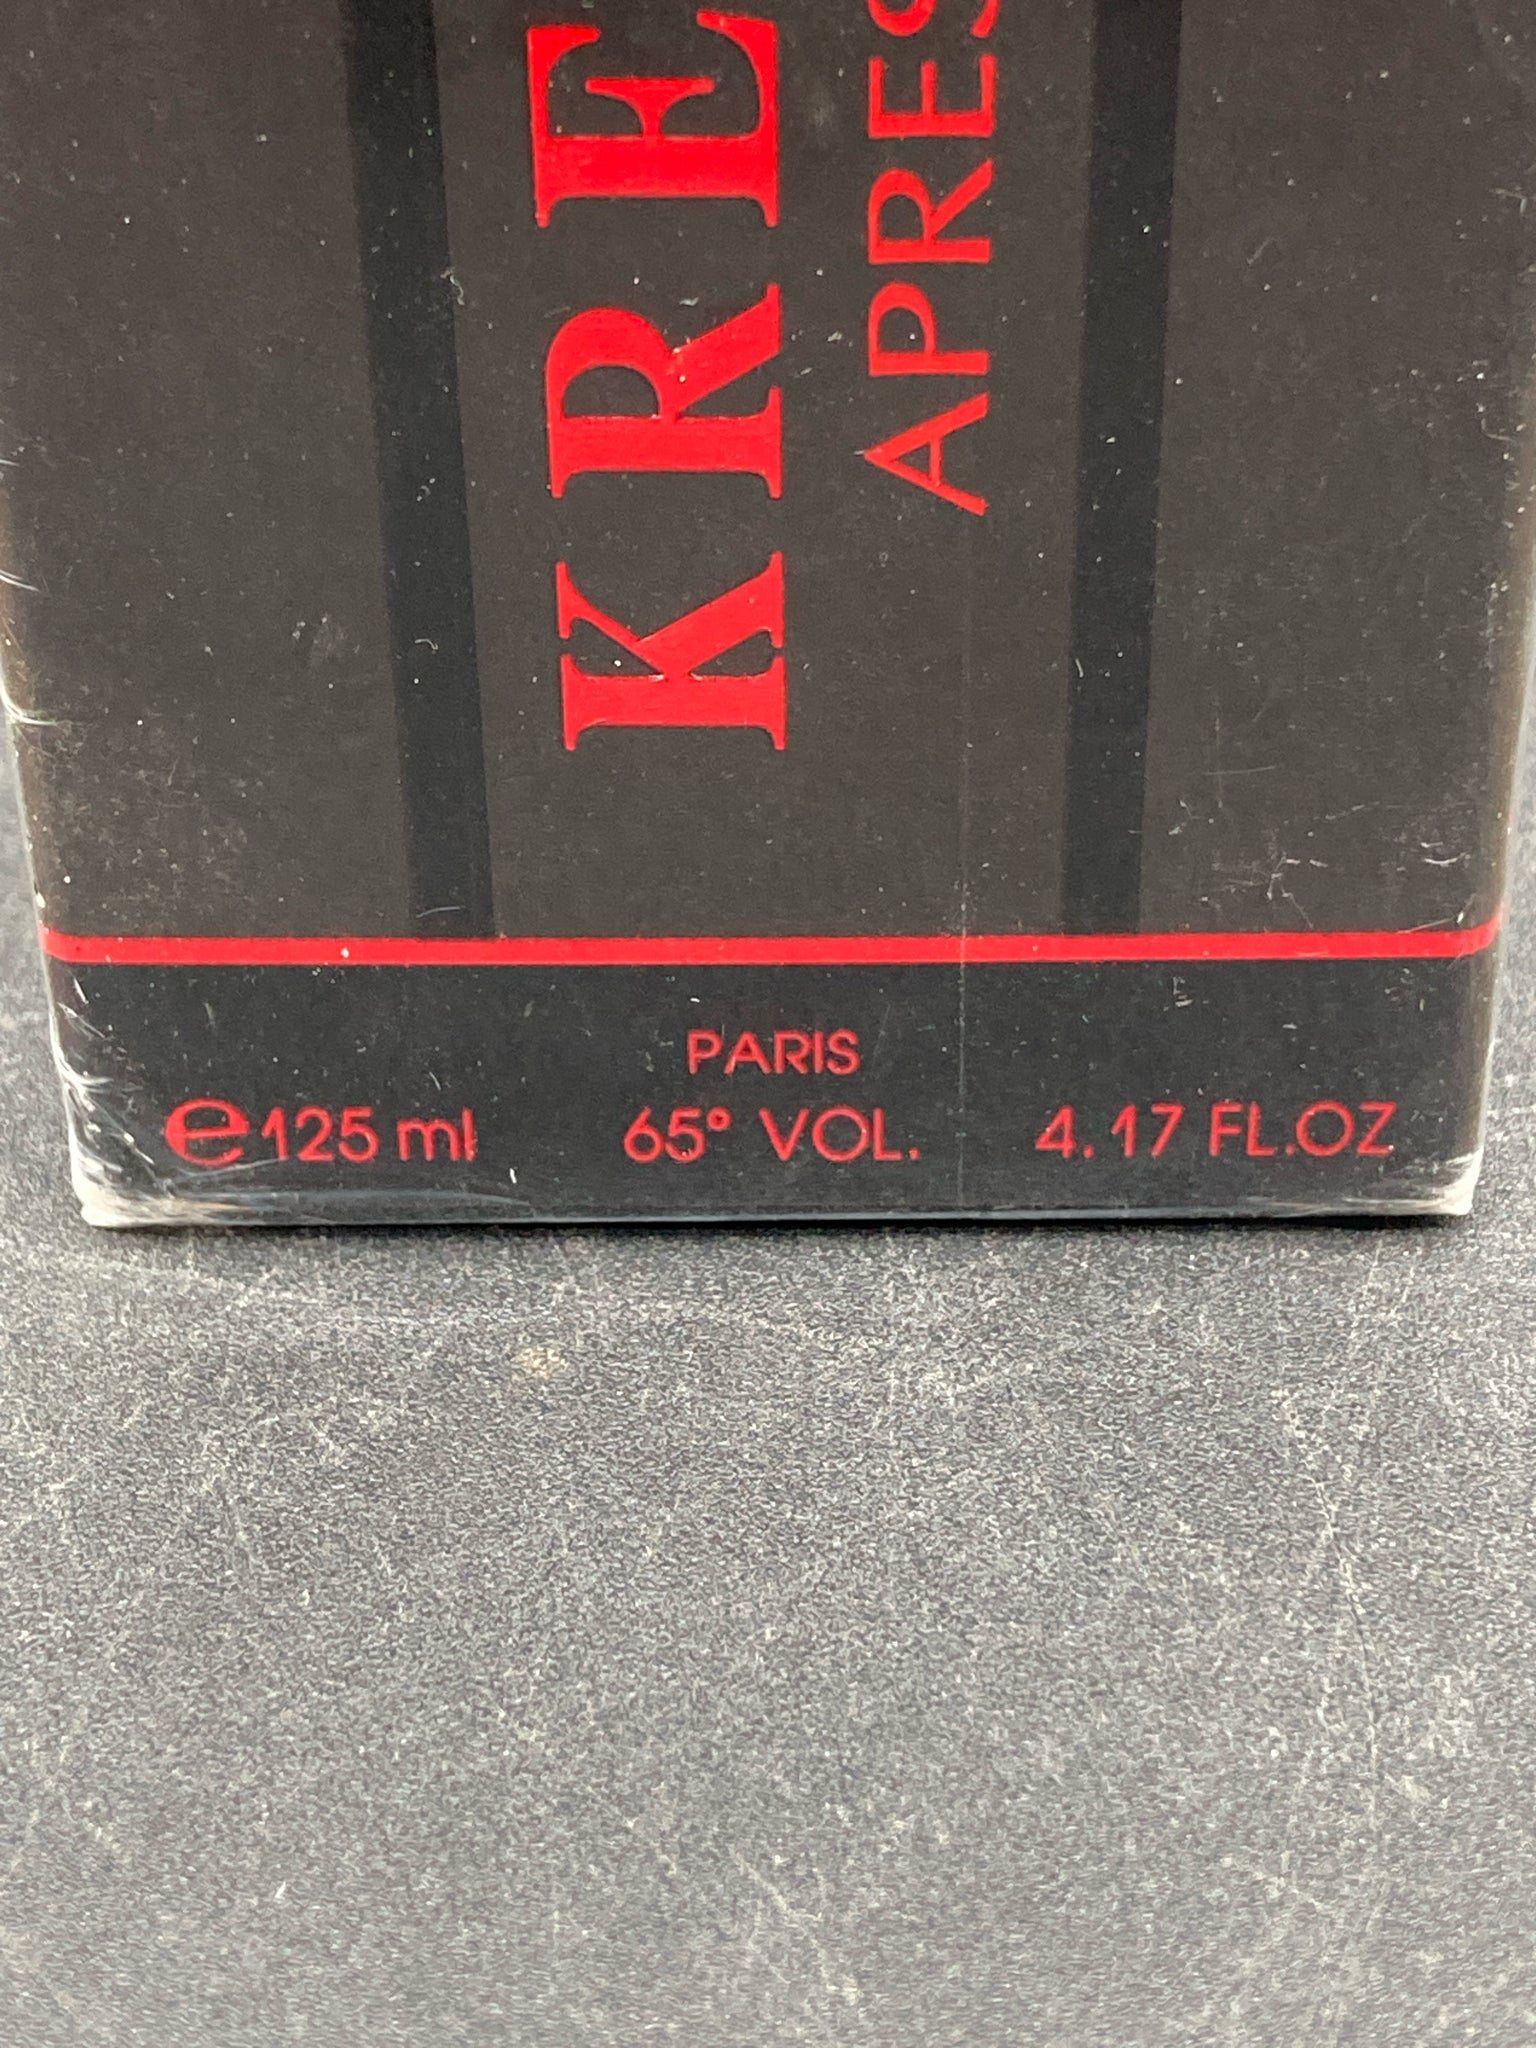 KRE
APRES
PARIS
℮125 ml 65° VOL. 4.17 FL.OZ